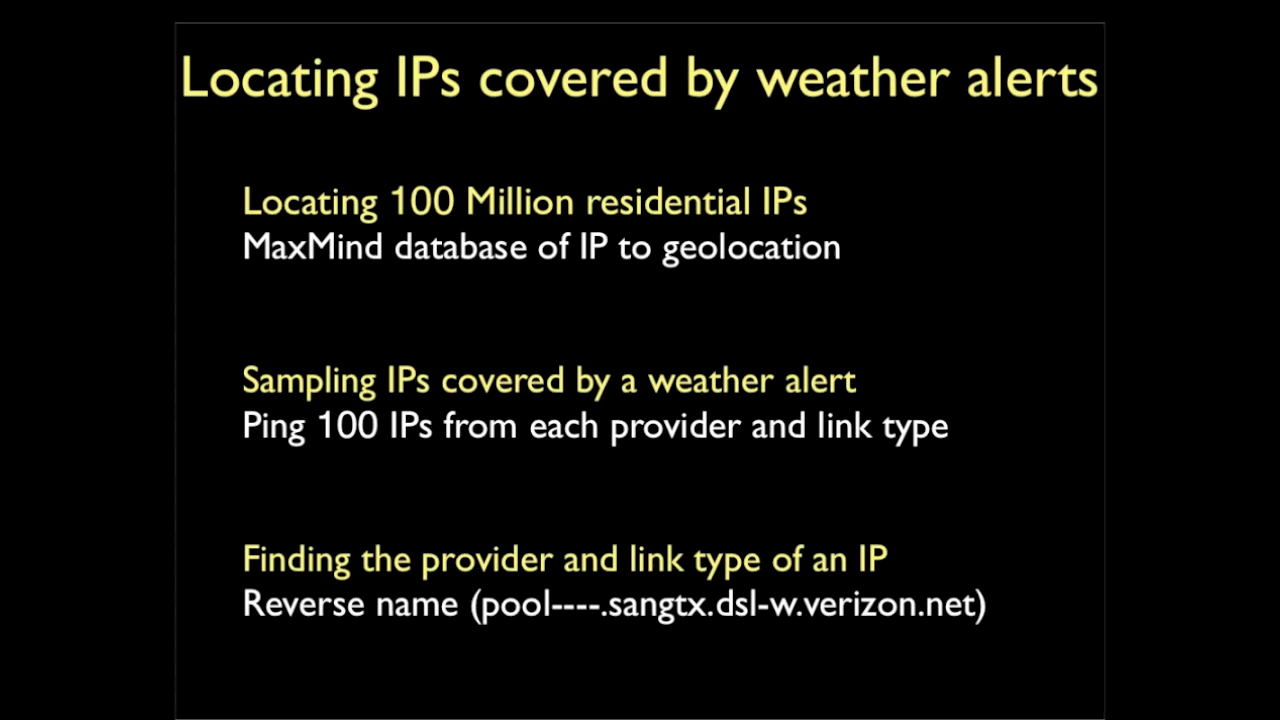 Locating IPs covered by weather alerts
Locating 100 Million residential IPs
MaxMind database of IP to geolocation
Sampling IPs covered by a weather alert
Ping 100 IPs from each provider and link type
Finding the provider and link type of an IP
Reverse name (pool----.sangtx.dsl-w.verizon.net)